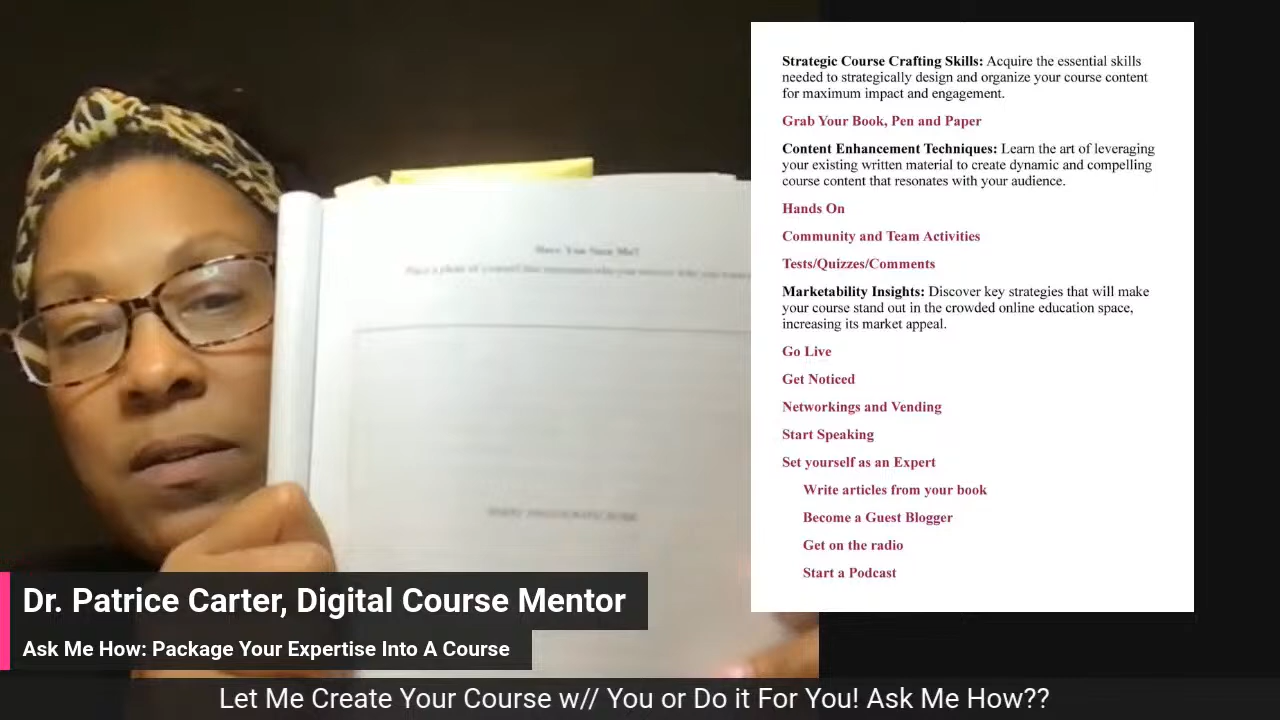 Strategic Course Crafting Skills: Acquire the essential skills
needed to strategically design and organize your course content
for maximum impact and engagement.
Grab Your Book, Pen and Paper
Content Enhancement Techniques: Learn the art of leveraging
your existing written material to create dynamic and compelling
course content that resonates with your audience.
Hands On
Community and Team Activities
Tests/Quizzes/Comments
Marketability Insights: Discover key strategies that will make
your course stand out in the crowded online education space,
increasing its market appeal.
Go Live
Get Noticed
Networkings and Vending
Start Speaking
Set yourself as an Expert
Write articles from your book
Become a Guest Blogger
Get on the radio
Start a Podcast
Have You Seen Me?
Dr. Patrice Carter, Digital Course Mentor
Ask Me How: Package Your Expertise Into A Course
Let Me Create Your Course w// You or Do it For You! Ask Me How??